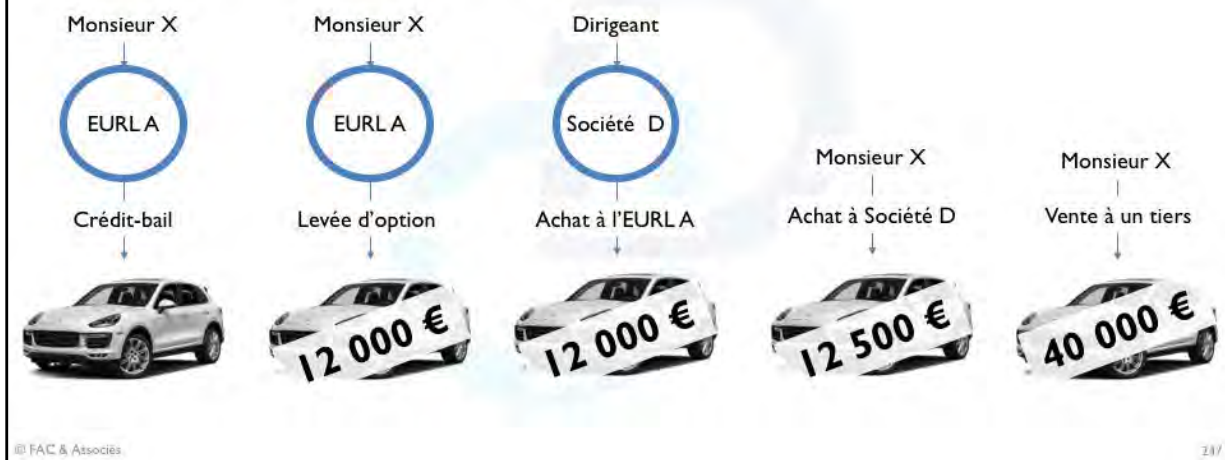 Monsieur X
EURL A
Crédit-bail
Monsieur X
EURL A
Levée d'option
12 000 €
Dirigeant
Société D
Achat à l'EURL A
12 000 €
Monsieur X
Achat à Société D
12 500 €
Monsieur X
Vente à un tiers
40 000 €
© FAC & Associés
247